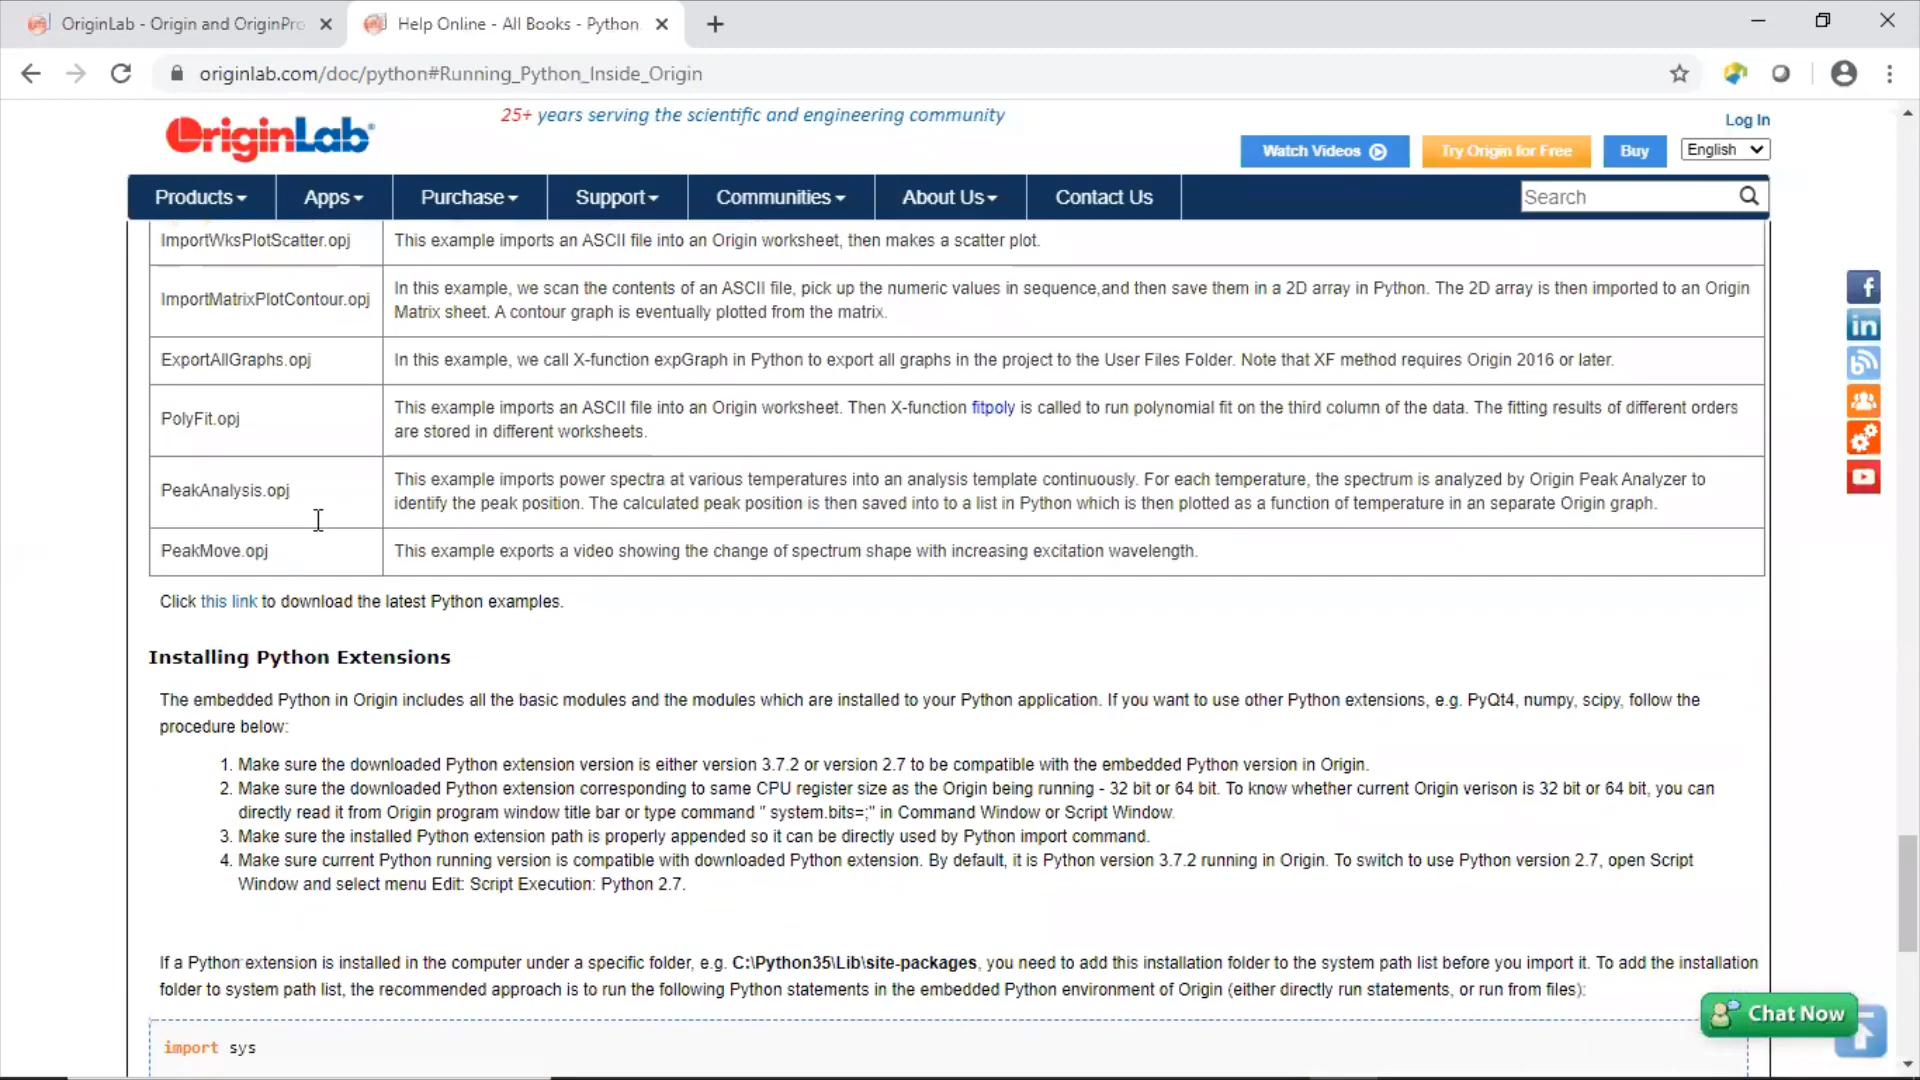 OriginLab - Origin and OriginPro
Help Online - All Books - Python
originlab.com/doc/python#Running_Python_Inside_Origin
OriginLab
25+ years serving the scientific and engineering community
Log In
Watch Videos
Try Origin for Free
Buy
English
Products
Apps
Purchase
Support
Communities
About Us
Contact Us
Search
ImportWksPlotScatter.opj
This example imports an ASCII file into an Origin worksheet, then makes a scatter plot.
ImportMatrixPlotContour.opj
In this example, we scan the contents of an ASCII file, pick up the numeric values in sequence,and then save them in a 2D array in Python. The 2D array is then imported to an Origin
Matrix sheet. A contour graph is eventually plotted from the matrix.
ExportAllGraphs.opj
In this example, we call X-function expGraph in Python to export all graphs in the project to the User Files Folder. Note that XF method requires Origin 2016 or later.
PolyFit.opj
This example imports an ASCII file into an Origin worksheet. Then X-function fitpoly is called to run polynomial fit on the third column of the data. The fitting results of different orders
are stored in different worksheets.
PeakAnalysis.opj
This example imports power spectra at various temperatures into an analysis template continuously. For each temperature, the spectrum is analyzed by Origin Peak Analyzer to
identify the peak position. The calculated peak position is then saved into to a list in Python which is then plotted as a function of temperature in an separate Origin graph.
PeakMove.opj
This example exports a video showing the change of spectrum shape with increasing excitation wavelength.
Click this link to download the latest Python examples.
Installing Python Extensions
The embedded Python in Origin includes all the basic modules and the modules which are installed to your Python application. If you want to use other Python extensions, e.g. PyQt4, numpy, scipy, follow the
procedure below:
1. Make sure the downloaded Python extension version is either version 3.7.2 or version 2.7 to be compatible with the embedded Python version in Origin.
2. Make sure the downloaded Python extension corresponding to same CPU register size as the Origin being running - 32 bit or 64 bit. To know whether current Origin verison is 32 bit or 64 bit, you can
directly read it from Origin program window title bar or type command " system.bits=;" in Command Window or Script Window.
3. Make sure the installed Python extension path is properly appended so it can be directly used by Python import command.
4. Make sure current Python running version is compatible with downloaded Python extension. By default, it is Python version 3.7.2 running in Origin. To switch to use Python version 2.7, open Script
Window and select menu Edit: Script Execution: Python 2.7.
If a Python extension is installed in the computer under a specific folder, e.g. C:\Python35\Lib\site-packages, you need to add this installation folder to the system path list before you import it. To add the installation
folder to system path list, the recommended approach is to run the following Python statements in the embedded Python environment of Origin (either directly run statements, or run from files):
Chat Now
import sys